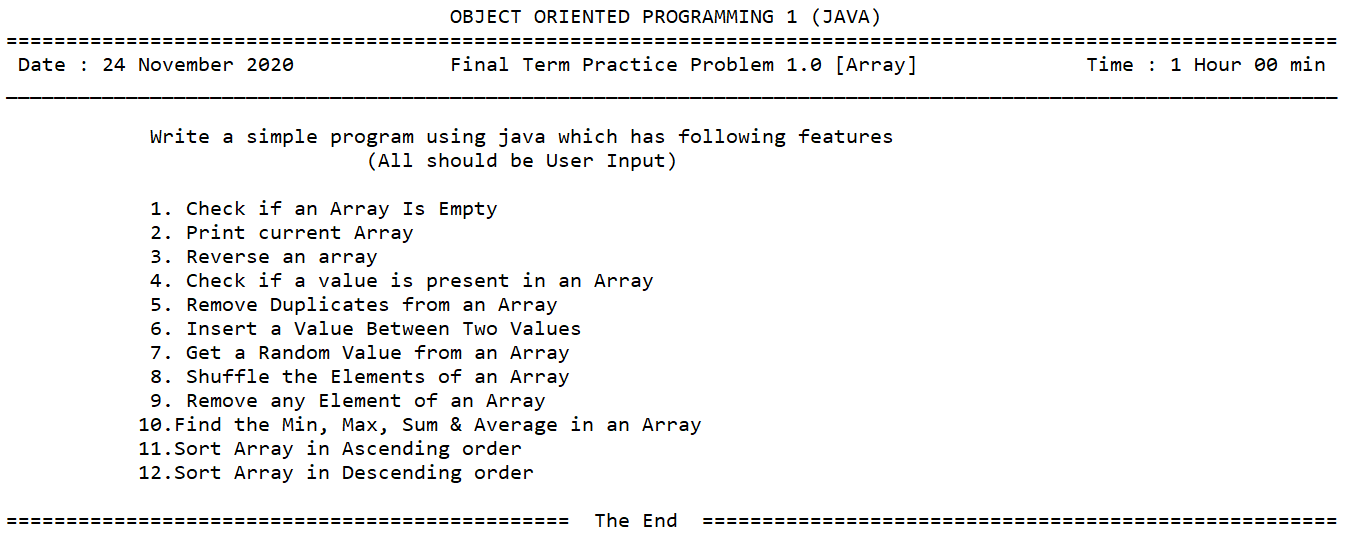 OBJECT ORIENTED PROGRAMMING 1 (JAVA)
===============================================================================================================
Date : 24 November 2020 Final Term Practice Problem 1.0 [Array] Time : 1 Hour 00 min
_______________________________________________________________________________________________________________
Write a simple program using java which has following features
(All should be User Input)
1. Check if an Array Is Empty
2. Print current Array
3. Reverse an array
4. Check if a value is present in an Array
5. Remove Duplicates from an Array
6. Insert a Value Between Two Values
7. Get a Random Value from an Array
8. Shuffle the Elements of an Array
9. Remove any Element of an Array
10.Find the Min, Max, Sum & Average in an Array
11.Sort Array in Ascending order
12.Sort Array in Descending order
=============================================== The End =====================================================